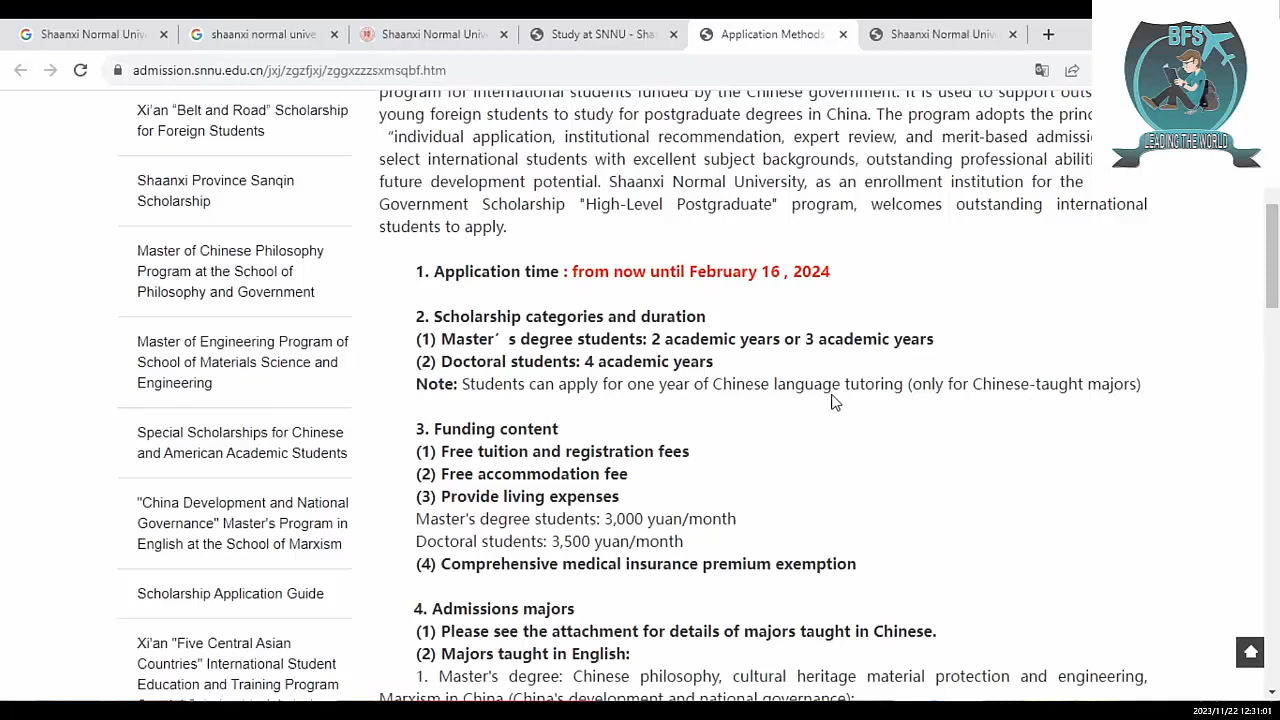 Shaanxi Normal Univ
shaanxi normal unive
Shaanxi Normal Uni
Study at SNNU - Sha
Application Methods
Shaanxi Normal Uni
BFS
LEADING THE WORLD
admission.snnu.edu.cn/jxj/zgzfjxj/zggxzzzsxmsqbf.htm
Xi'an “Belt and Road” Scholarship
for Foreign Students
Shaanxi Province Sanqin
Scholarship
Master of Chinese Philosophy
Program at the School of
Philosophy and Government
Master of Engineering Program of
School of Materials Science and
Engineering
Special Scholarships for Chinese
and American Academic Students
"China Development and National
Governance" Master's Program in
English at the School of Marxism
Scholarship Application Guide
Xi'an "Five Central Asian
Countries" International Student
Education and Training Program
program for international students funded by the Chinese government. It is used to support outs
young foreign students to study for postgraduate degrees in China. The program adopts the princ
“individual application, institutional recommendation, expert review, and merit-based admissi
select international students with excellent subject backgrounds, outstanding professional abiliti
future development potential. Shaanxi Normal University, as an enrollment institution for the
Government Scholarship "High-Level Postgraduate" program, welcomes outstanding international
students to apply.
1. Application time : from now until February 16 , 2024
2. Scholarship categories and duration
(1) Master′ s degree students: 2 academic years or 3 academic years
(2) Doctoral students: 4 academic years
Note: Students can apply for one year of Chinese language tutoring (only for Chinese-taught majors)
3. Funding content
(1) Free tuition and registration fees
(2) Free accommodation fee
(3) Provide living expenses
Master's degree students: 3,000 yuan/month
Doctoral students: 3,500 yuan/month
(4) Comprehensive medical insurance premium exemption
4. Admissions majors
(1) Please see the attachment for details of majors taught in Chinese.
(2) Majors taught in English:
1. Master's degree: Chinese philosophy, cultural heritage material protection and engineering,
Marxism in China (China's development and national governance);
2023/11/22 12:31:01